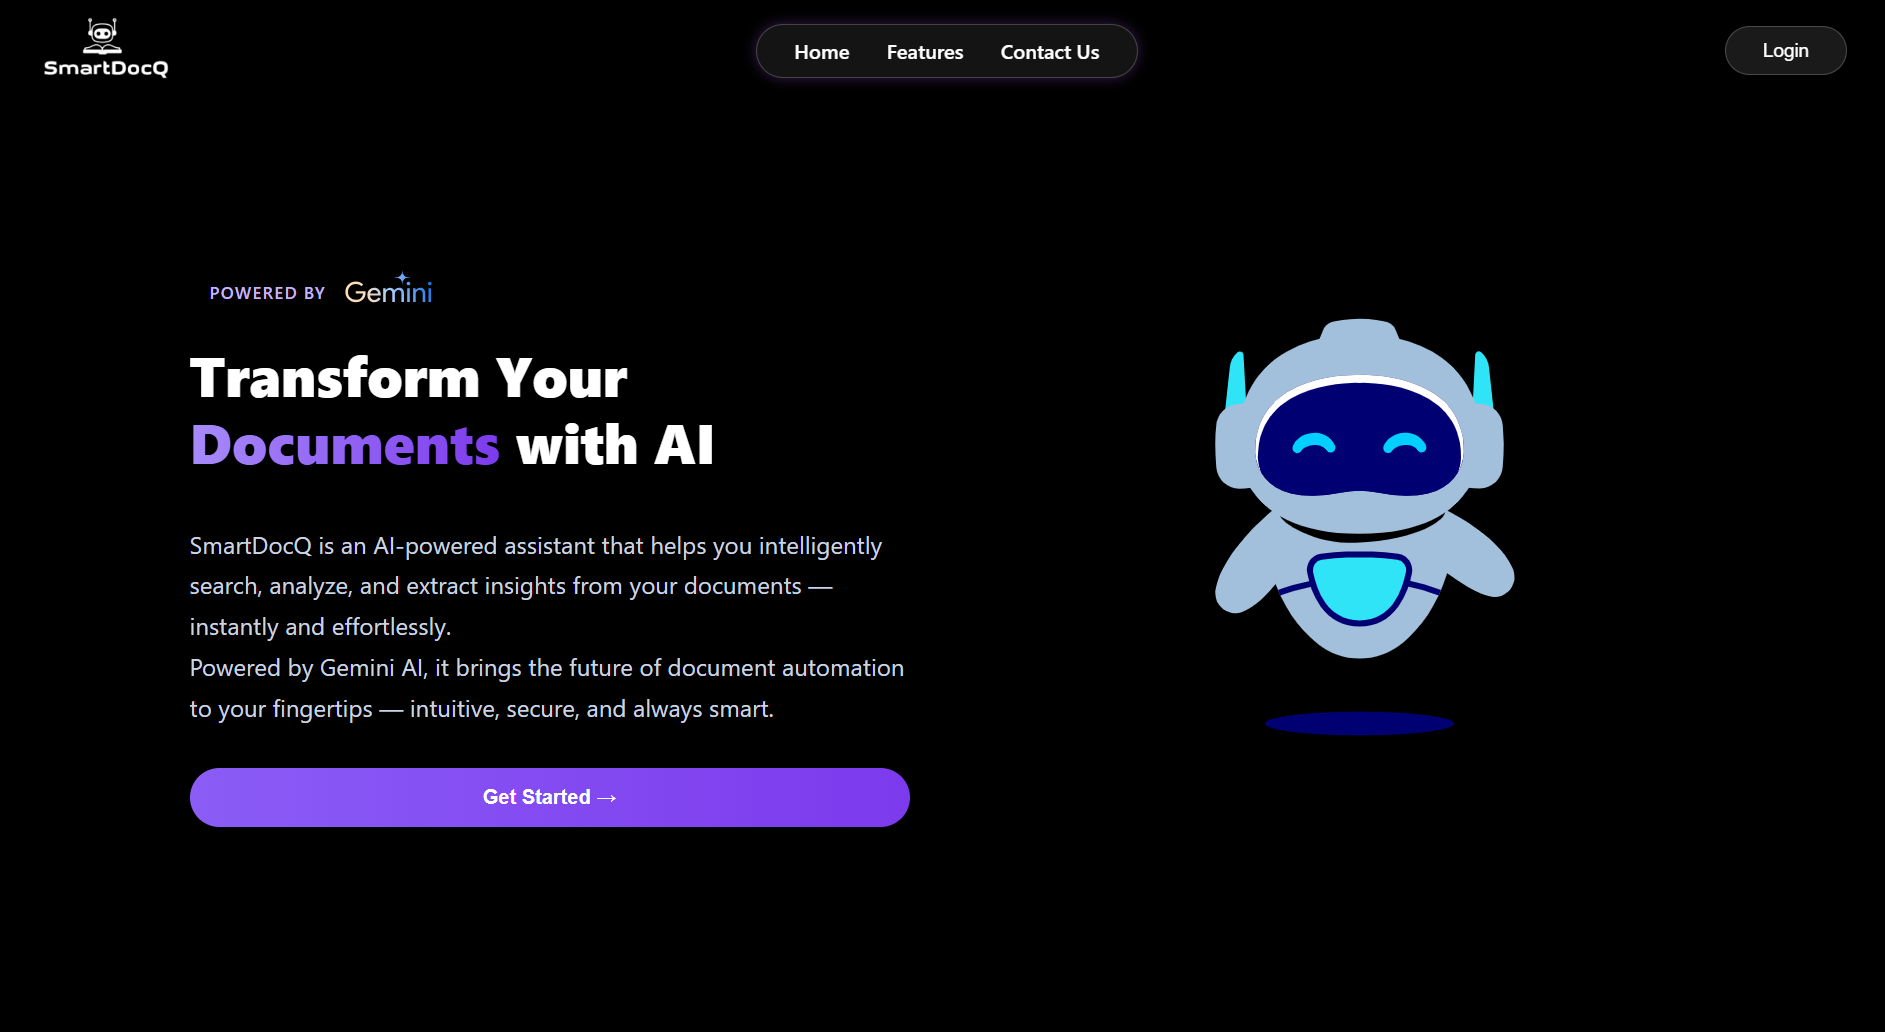 SmartDocQ
Home Features Contact Us
Login
POWERED BY Gemini
Transform Your
Documents with AI
SmartDocQ is an AI-powered assistant that helps you intelligently
search, analyze, and extract insights from your documents —
instantly and effortlessly.
Powered by Gemini AI, it brings the future of document automation
to your fingertips — intuitive, secure, and always smart.
Get Started →